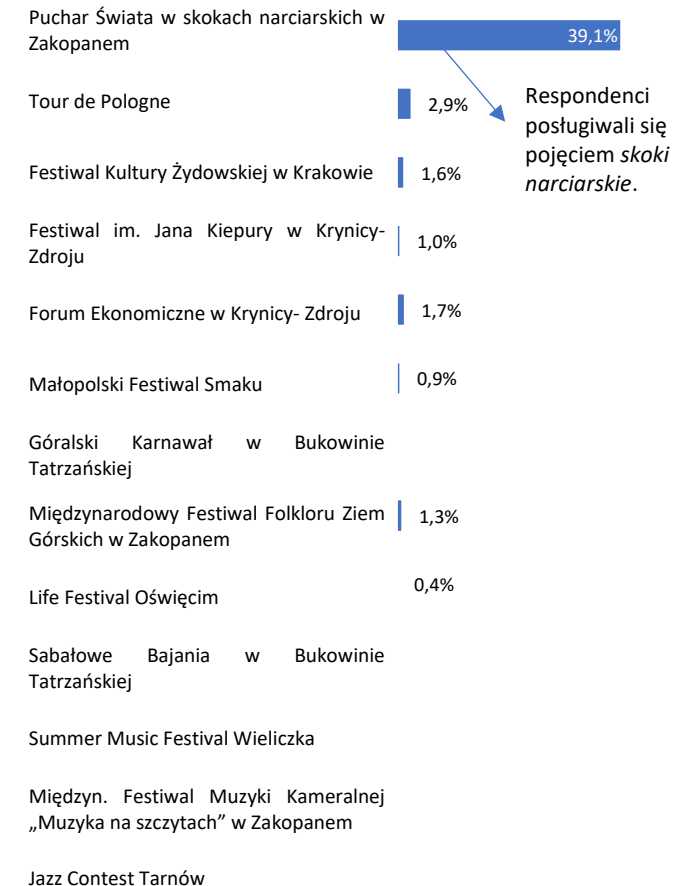 Puchar Świata w skokach narciarskich w
Zakopanem
39,1%
Respondenci
posługiwali się
pojęciem skoki
narciarskie.
Tour de Pologne
2,9%
Festiwal Kultury Żydowskiej w Krakowie
1,6%
Festiwal im. Jana Kiepury w Krynicy-
Zdroju
1,0%
Forum Ekonomiczne w Krynicy- Zdroju
1,7%
Małopolski Festiwal Smaku
0,9%
Góralski Karnawał w Bukowinie
Tatrzańskiej
Międzynarodowy Festiwal Folkloru Ziem
Górskich w Zakopanem
1,3%
Life Festival Oświęcim
0,4%
Sabałowe Bajania w Bukowinie
Tatrzańskiej
Summer Music Festival Wieliczka
Międzyn. Festiwal Muzyki Kameralnej
„Muzyka na szczytach” w Zakopanem
Jazz Contest Tarnów